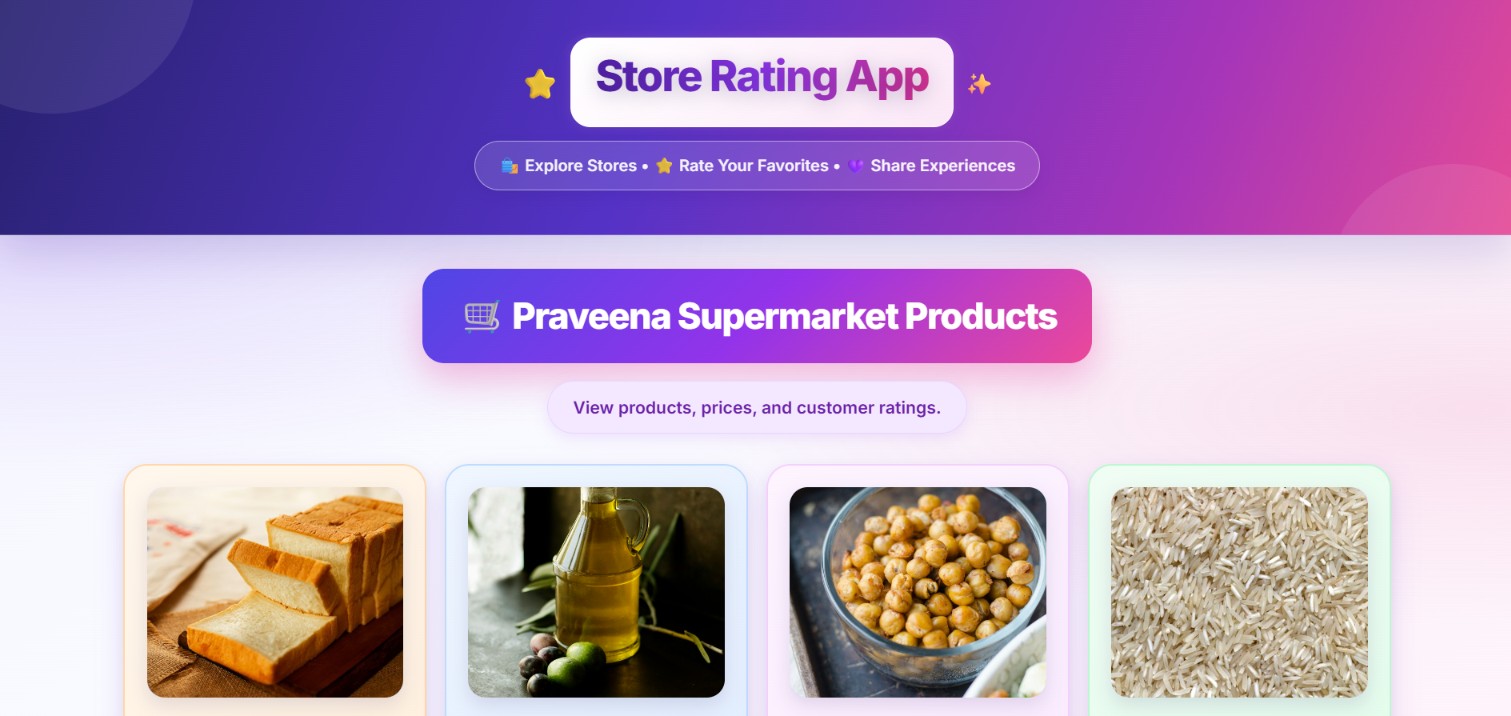 ⭐ Store Rating App ✨
🛍️ Explore Stores • ⭐ Rate Your Favorites • 💜 Share Experiences
🛒 Praveena Supermarket Products
View products, prices, and customer ratings.